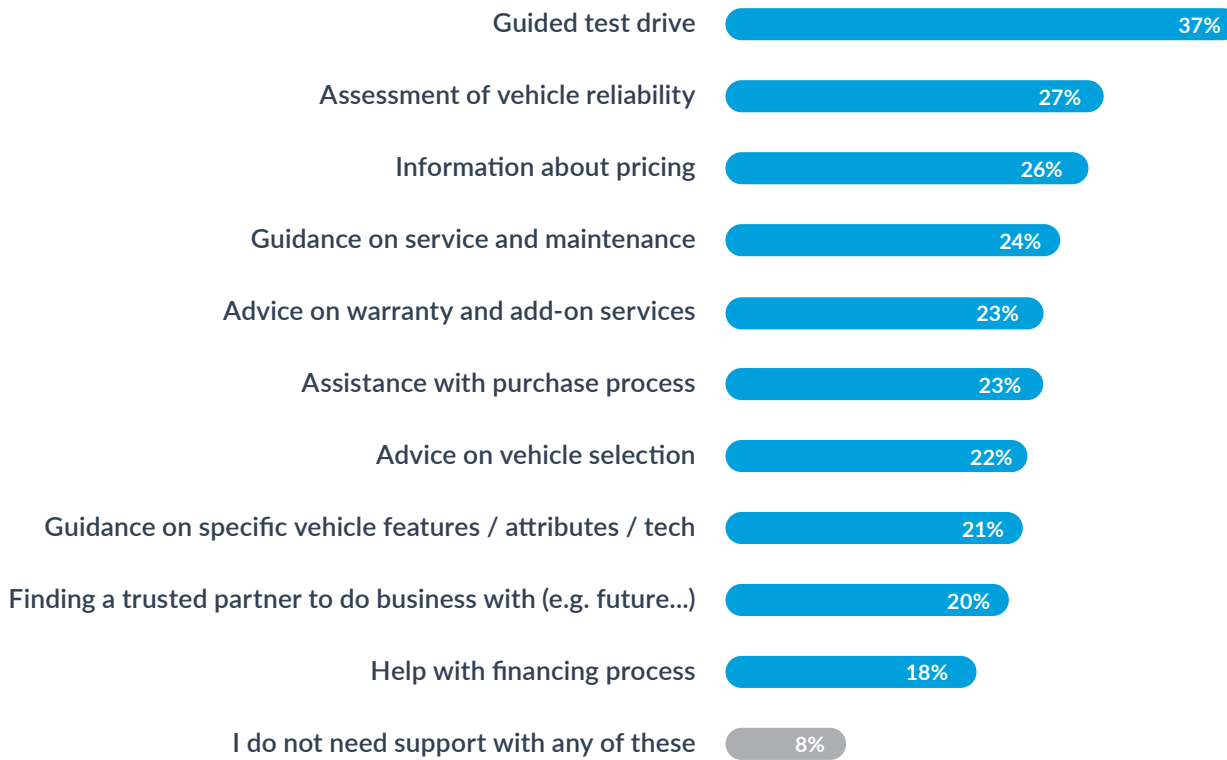 Guided test drive 37%
Assessment of vehicle reliability 27%
Information about pricing 26%
Guidance on service and maintenance 24%
Advice on warranty and add-on services 23%
Assistance with purchase process 23%
Advice on vehicle selection 22%
Guidance on specific vehicle features / attributes / tech 21%
Finding a trusted partner to do business with (e.g. future...) 20%
Help with financing process 18%
I do not need support with any of these 8%